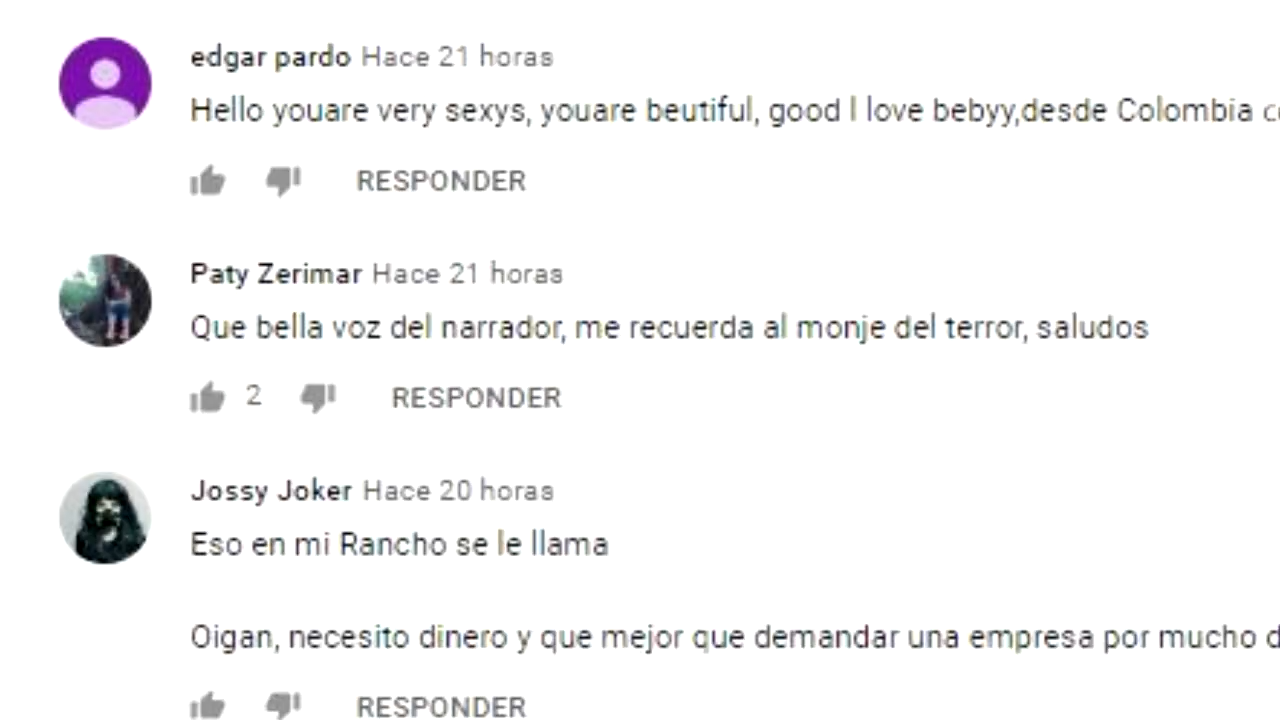 edgar pardo Hace 21 horas
Hello youare very sexys, youare beutiful, good I love bebyy,desde Colombia
RESPONDER
Paty Zerimar Hace 21 horas
Que bella voz del narrador, me recuerda al monje del terror, saludos
2 RESPONDER
Jossy Joker Hace 20 horas
Eso en mi Rancho se le llama
Oigan, necesito dinero y que mejor que demandar una empresa por mucho
RESPONDER